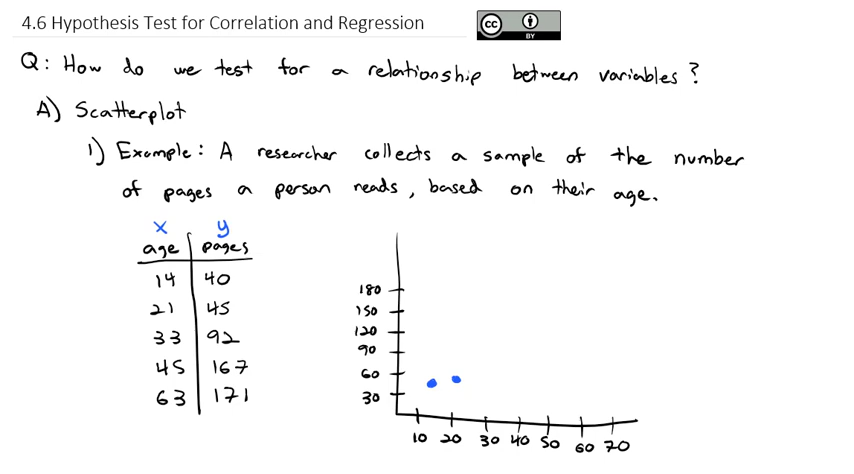 4.6 Hypothesis Test for Correlation and Regression
cc BY
Q: How do we test for a relationship between variables?
A) Scatterplot
1) Example: A researcher collects a sample of the number
of pages a person reads, based on their age.
x y
age pages
14 40
21 45
33 92
45 167
63 171
180
150
120
90
60
30
10 20 30 40 50 60 70